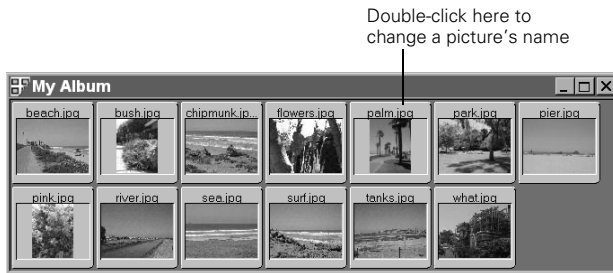 Double-click here to
change a picture's name
My Album
beach.jpg bush.jpg chipmunk.jp... flowers.jpg palm.jpg park.jpg pier.jpg
pink.jpg river.jpg sea.jpg surf.jpg tanks.jpg what.jpg